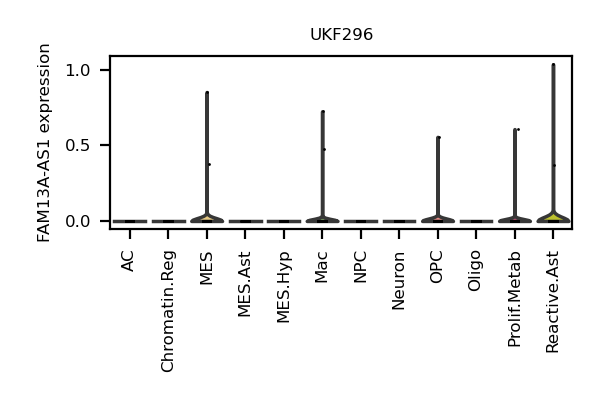 UKF296
FAM13A-AS1 expression
1.0
0.5
0.0
AC
Chromatin.Reg
MES
MES.Ast
MES.Hyp
Mac
NPC
Neuron
OPC
Oligo
Prolif.Metab
Reactive.Ast